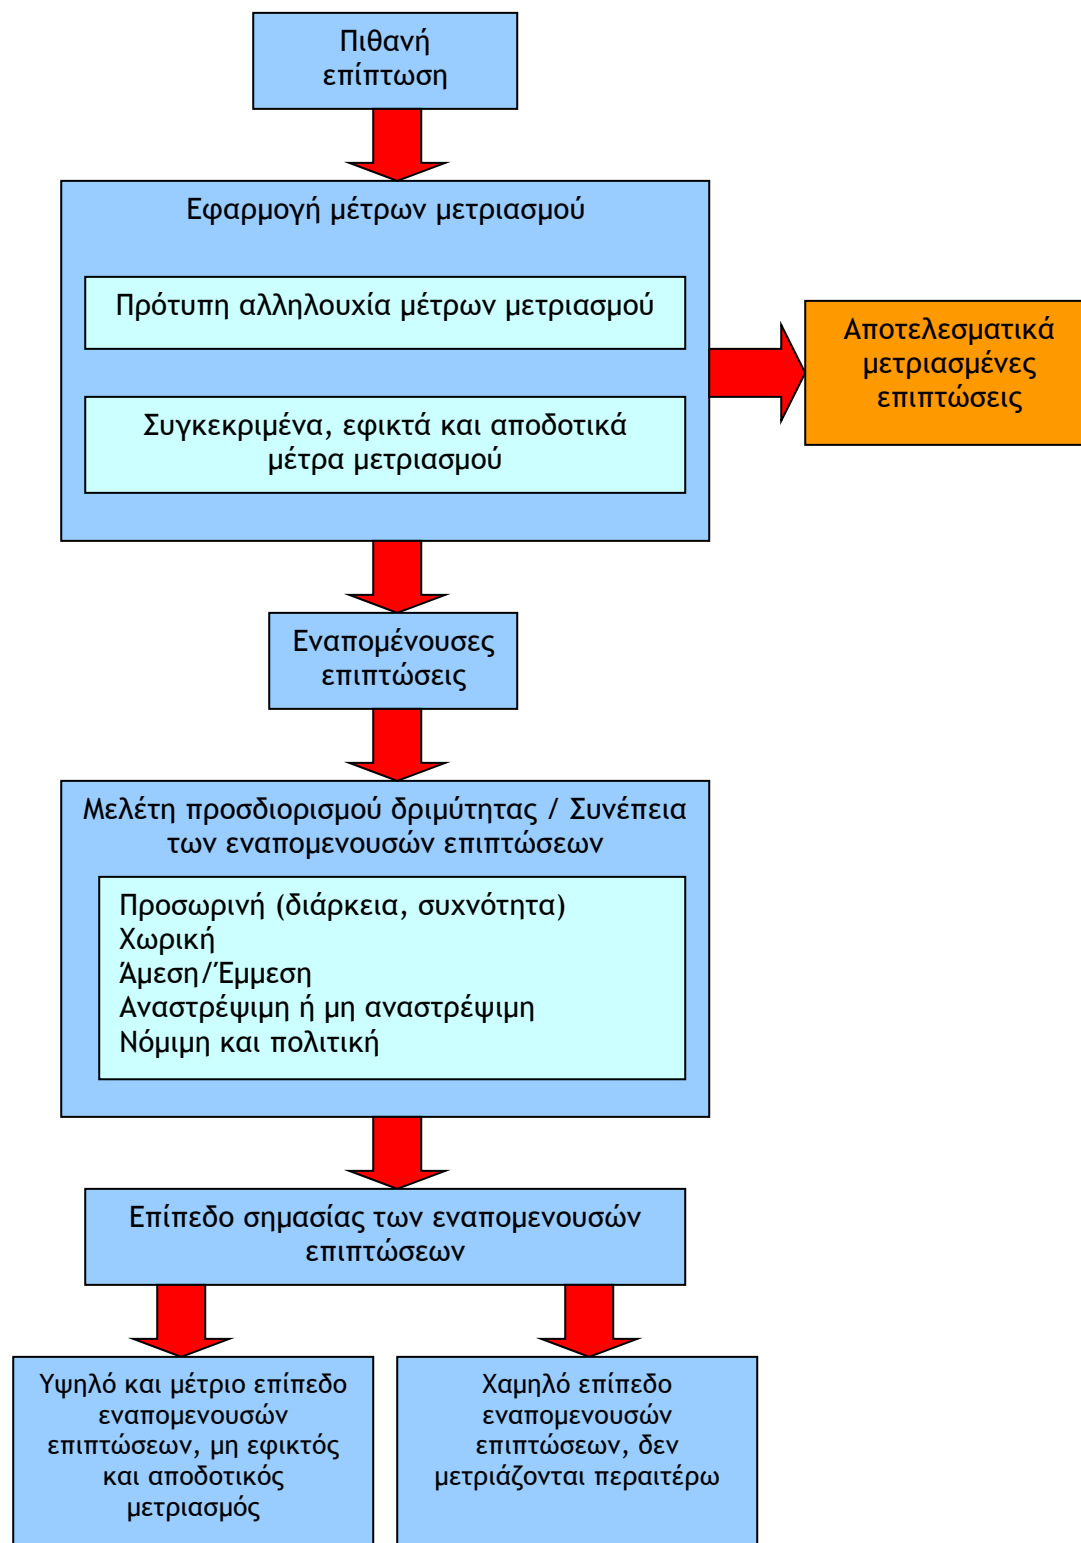 Πιθανή
επίπτωση
Εφαρμογή μέτρων μετριασμού
Πρότυπη αλληλουχία μέτρων μετριασμού
Συγκεκριμένα, εφικτά και αποδοτικά
μέτρα μετριασμού
Αποτελεσματικά
μετριασμένες
επιπτώσεις
Εναπομένουσες
επιπτώσεις
Μελέτη προσδιορισμού δριμύτητας / Συνέπεια
των εναπομενουσών επιπτώσεων
Προσωρινή (διάρκεια, συχνότητα)
Χωρική
Άμεση/Έμμεση
Αναστρέψιμη ή μη αναστρέψιμη
Νόμιμη και πολιτική
Επίπεδο σημασίας των εναπομενουσών
επιπτώσεων
Υψηλό και μέτριο επίπεδο
εναπομενουσών
επιπτώσεων, μη εφικτός
και αποδοτικός
μετριασμός
Χαμηλό επίπεδο
εναπομενουσών
επιπτώσεων, δεν
μετριάζονται περαιτέρω